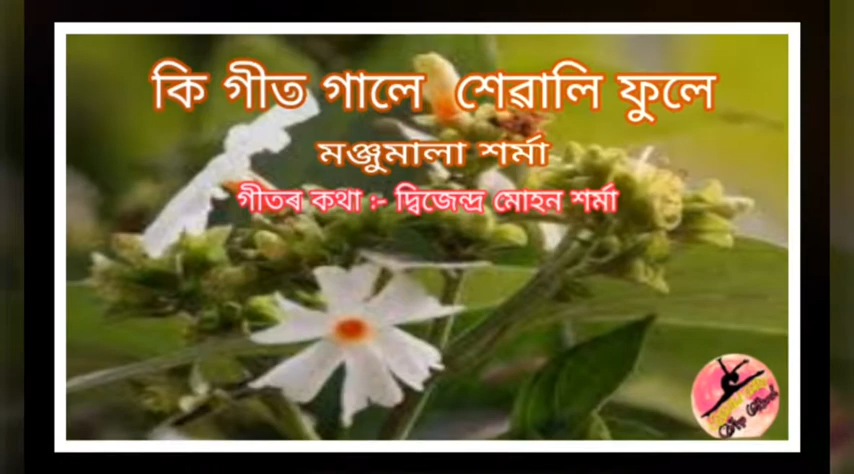 কি গীত গালে শেৱালি ফুলে
মঞ্জুমালা শৰ্মা
গীতৰ কথা :- দ্বিজেন্দ্ৰ মোহন শৰ্মা